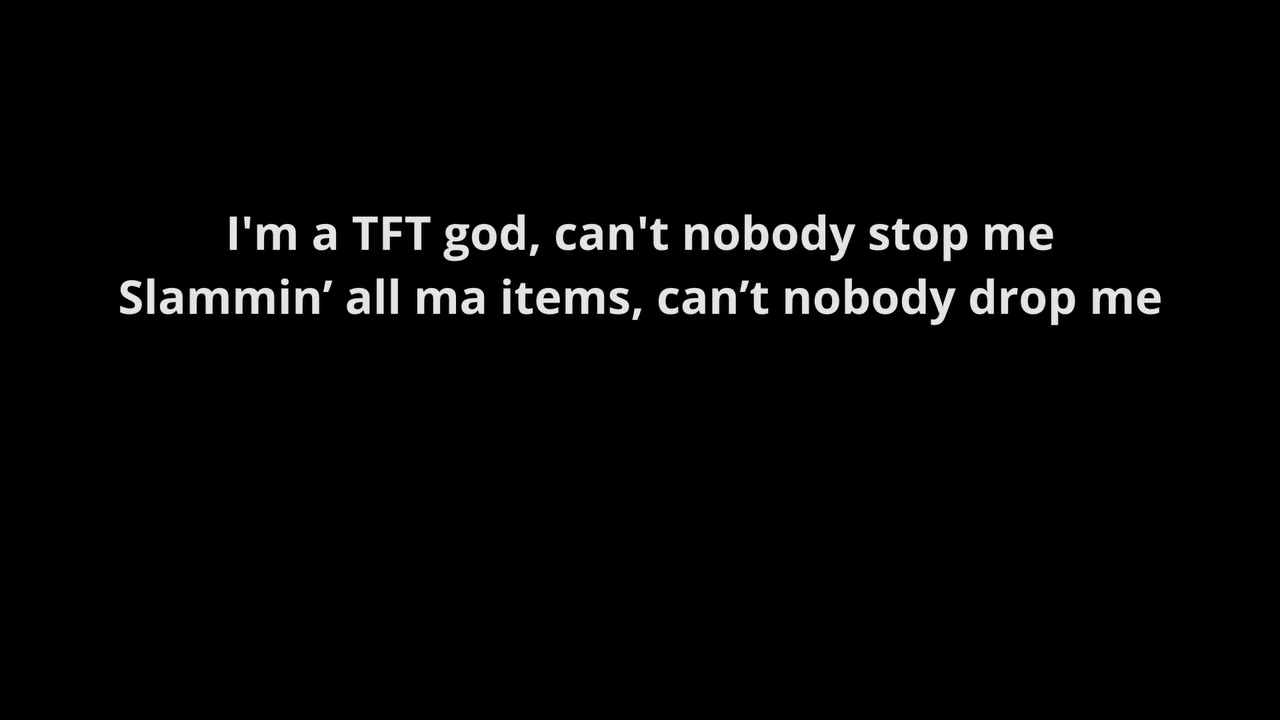 I'm a TFT god, can't nobody stop me
Slammin’ all ma items, can’t nobody drop me